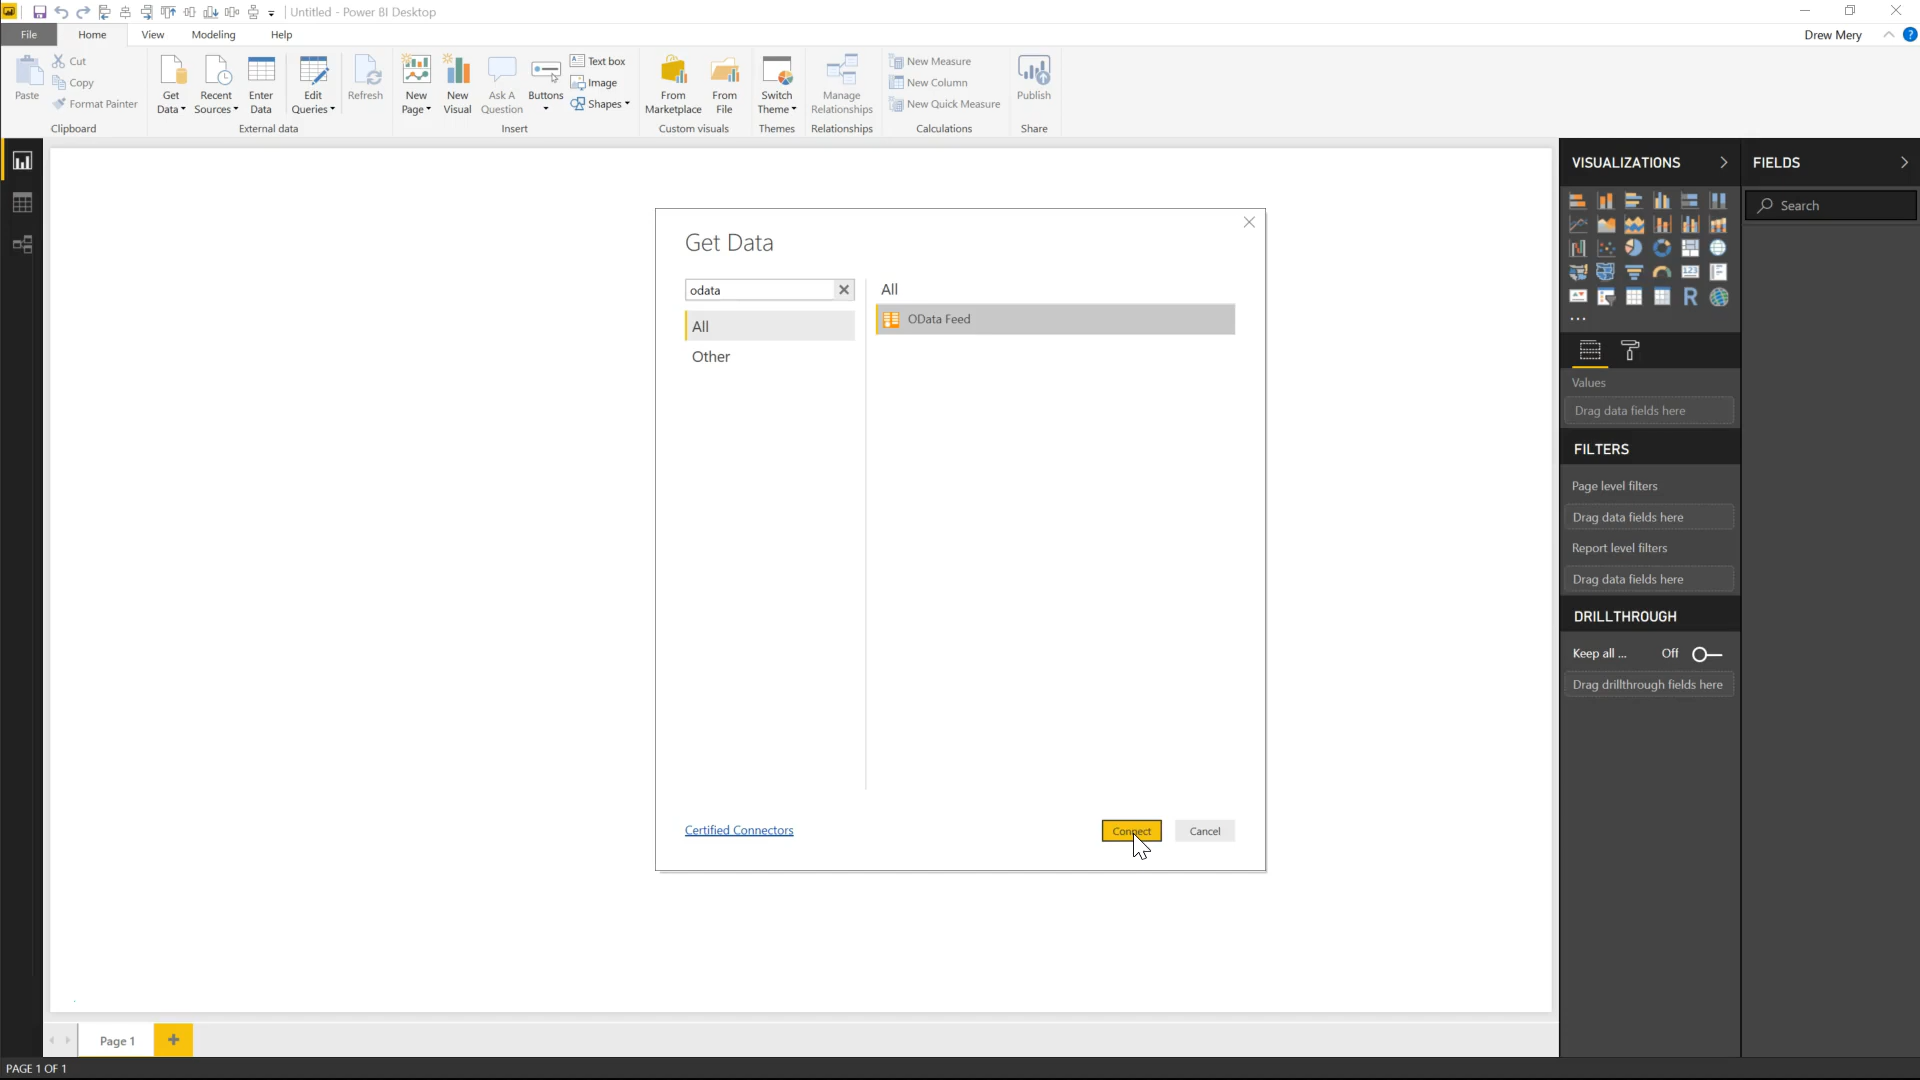 Untitled - Power BI Desktop
File
Home
View
Modeling
Help
Drew Mery
?
Paste
Cut
Copy
Format Painter
Clipboard
Get
Data
Recent
Sources
Enter
Data
Edit
Queries
Refresh
External data
New
Page
New
Visual
Ask A
Question
Buttons
Text box
Image
Shapes
Insert
From
Marketplace
From
File
Custom visuals
Switch
Theme
Themes
Manage
Relationships
Relationships
New Measure
New Column
New Quick Measure
Calculations
Publish
Share
Get Data
odata
All
Other
All
OData Feed
Certified Connectors
Connect
Cancel
VISUALIZATIONS
123
R
Values
Drag data fields here
FILTERS
Page level filters
Drag data fields here
Report level filters
Drag data fields here
DRILLTHROUGH
Keep all ...
Off
Drag drillthrough fields here
FIELDS
Search
Page 1
PAGE 1 OF 1